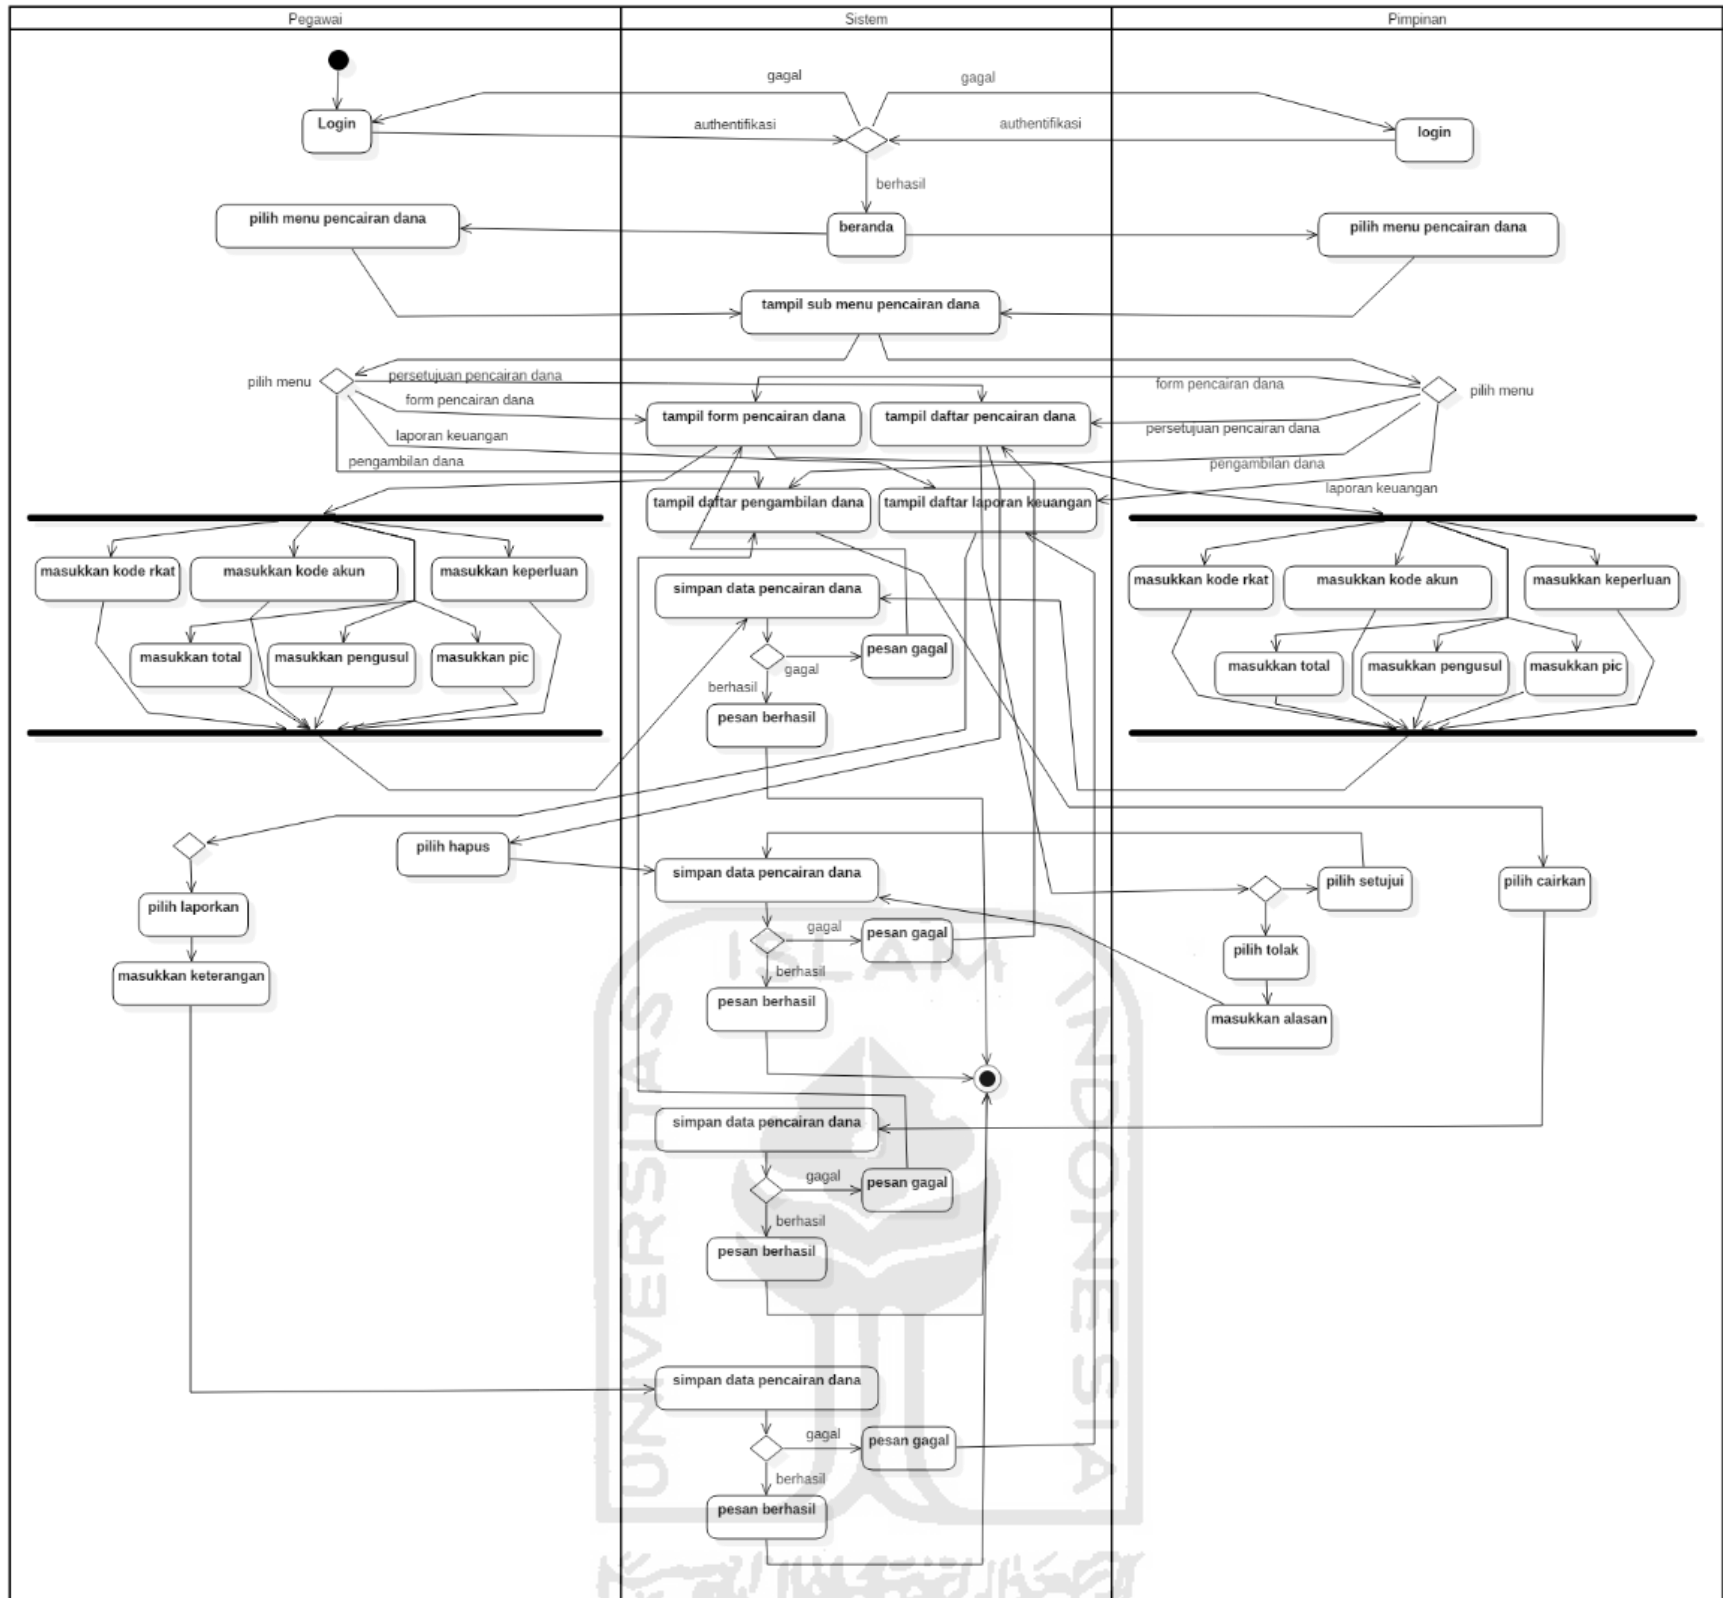 Pegawai
Sistem
Pimpinan
gagal
gagal
Login
authentifikasi
authentifikasi
login
berhasil
pilih menu pencairan dana
beranda
pilih menu pencairan dana
tampil sub menu pencairan dana
pilih menu
persetujuan pencairan dana
form pencairan dana
pilih menu
form pencairan dana
tampil form pencairan dana
tampil daftar pencairan dana
persetujuan pencairan dana
laporan keuangan
pengambilan dana
pengambilan dana
laporan keuangan
tampil daftar pengambilan dana
tampil daftar laporan keuangan
masukkan kode rkat
masukkan kode akun
masukkan keperluan
simpan data pencairan dana
masukkan kode rkat
masukkan kode akun
masukkan keperluan
masukkan total
masukkan pengusul
masukkan pic
gagal
pesan gagal
masukkan total
masukkan pengusul
masukkan pic
berhasil
pesan berhasil
pilih hapus
simpan data pencairan dana
pilih setujui
pilih cairkan
pilih laporkan
gagal
pesan gagal
pilih tolak
masukkan keterangan
berhasil
pesan berhasil
masukkan alasan
simpan data pencairan dana
gagal
pesan gagal
berhasil
pesan berhasil
simpan data pencairan dana
gagal
pesan gagal
berhasil
pesan berhasil
UNIVERSITAS
ISLAM
INDONESIA